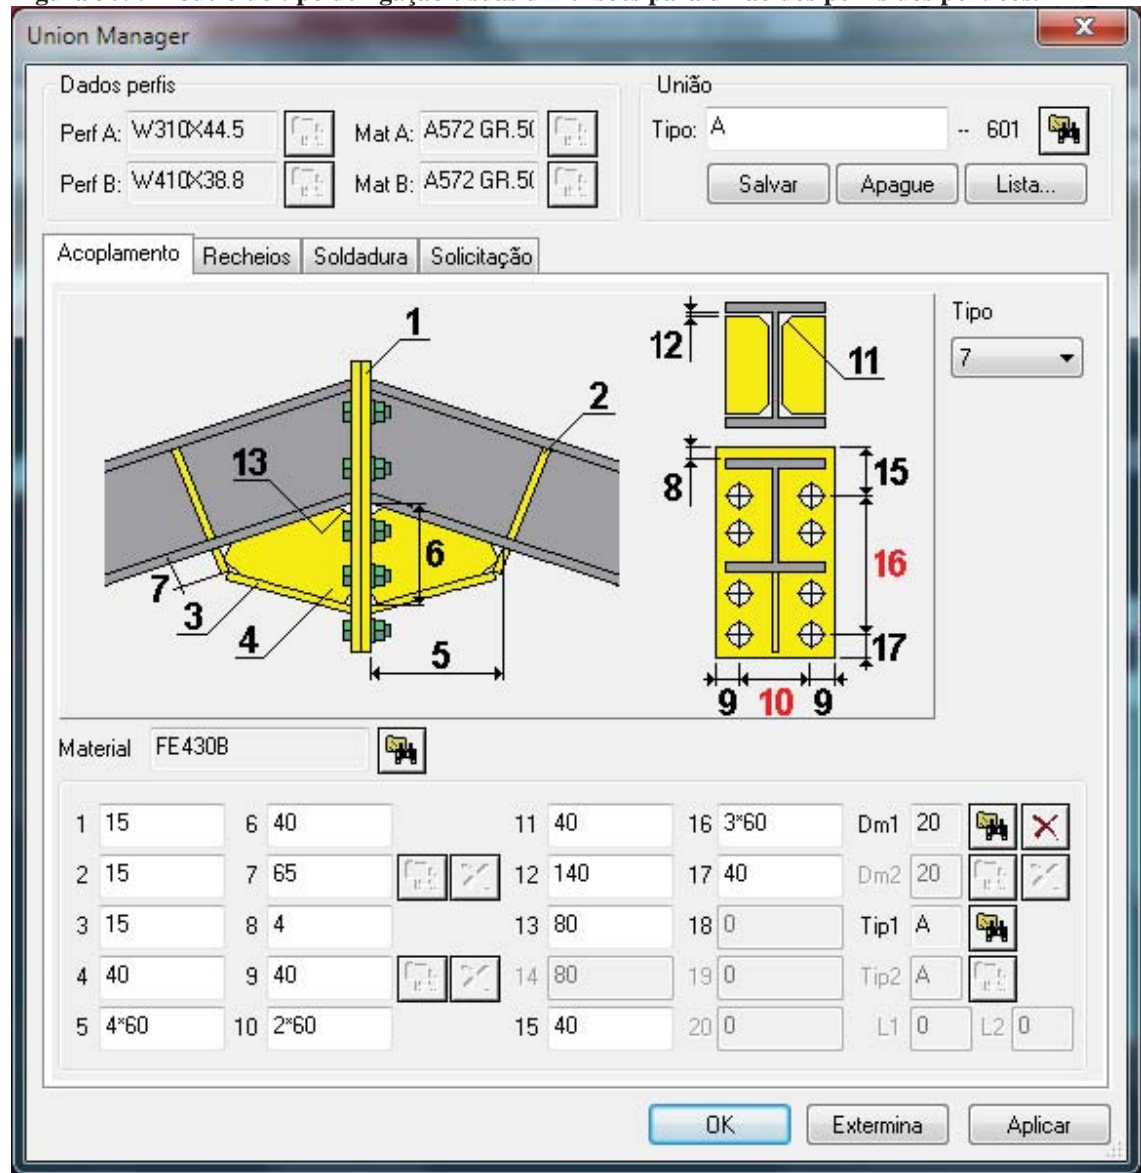 Union Manager
Dados perfis
Perf A: W310X44.5 Mat A: A572 GR.50
Perf B: W410X38.8 Mat B: A572 GR.50
União
Tipo: A -- 601
Salvar Apague Lista...
Acoplamento Recheios Soldadura Solicitação
Tipo
7
1
2
13
6
7
3
4
5
12
11
8
15
16
17
9 10 9
Material FE430B
1 15 6 40 11 40 16 3*60 Dm1 20
2 15 7 65 12 140 17 40 Dm2 20
3 15 8 4 13 80 18 0 Tip1 A
4 40 9 40 14 80 19 0 Tip2 A
5 4*60 10 2*60 15 40 20 0 L1 0 L2 0
OK Extermina Aplicar